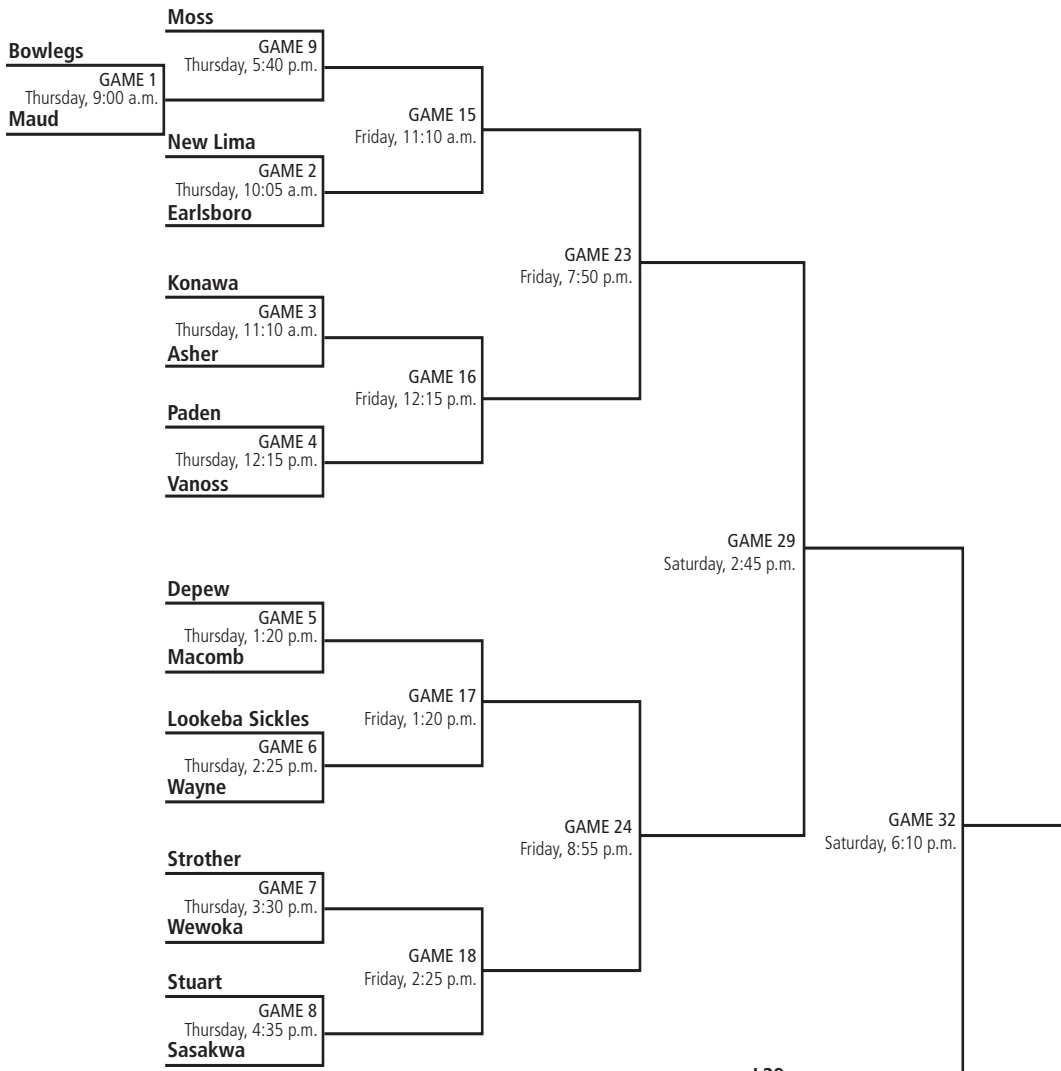 Moss
Bowlegs
GAME 9
Thursday, 5:40 p.m.
GAME 1
Thursday, 9:00 a.m.
Maud
GAME 15
Friday, 11:10 a.m.
New Lima
GAME 2
Thursday, 10:05 a.m.
Earlsboro
GAME 23
Friday, 7:50 p.m.
Konawa
GAME 3
Thursday, 11:10 a.m.
Asher
GAME 16
Friday, 12:15 p.m.
Paden
GAME 4
Thursday, 12:15 p.m.
Vanoss
GAME 29
Saturday, 2:45 p.m.
Depew
GAME 5
Thursday, 1:20 p.m.
Macomb
GAME 17
Friday, 1:20 p.m.
Lookeba Sickles
GAME 6
Thursday, 2:25 p.m.
Wayne
GAME 24
Friday, 8:55 p.m.
GAME 32
Saturday, 6:10 p.m.
Strother
GAME 7
Thursday, 3:30 p.m.
Wewoka
GAME 18
Friday, 2:25 p.m.
Stuart
GAME 8
Thursday, 4:35 p.m.
Sasakwa